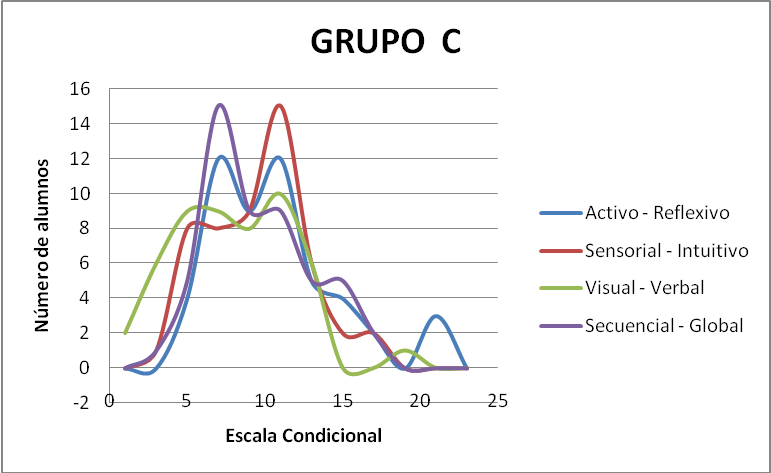 GRUPO C
Número de alumnos
16
14
12
10
8
6
4
2
0
-2
0 5 10 15 20 25
Escala Condicional
Activo - Reflexivo
Sensorial - Intuitivo
Visual - Verbal
Secuencial - Global